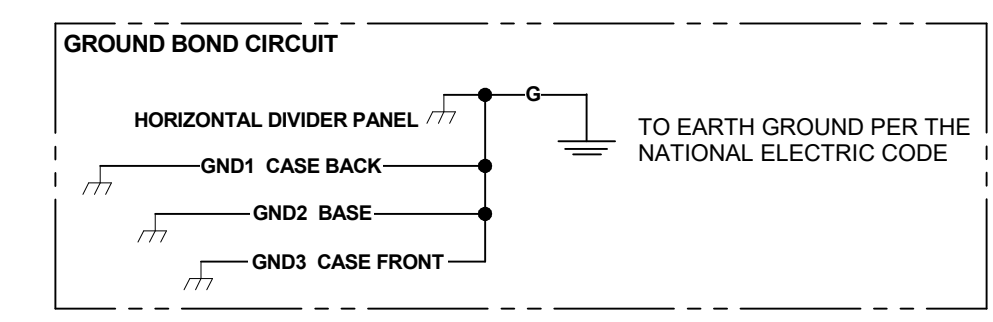 GROUND BOND CIRCUIT
G
HORIZONTAL DIVIDER PANEL
TO EARTH GROUND PER THE
NATIONAL ELECTRIC CODE
GND1 CASE BACK
GND2 BASE
GND3 CASE FRONT